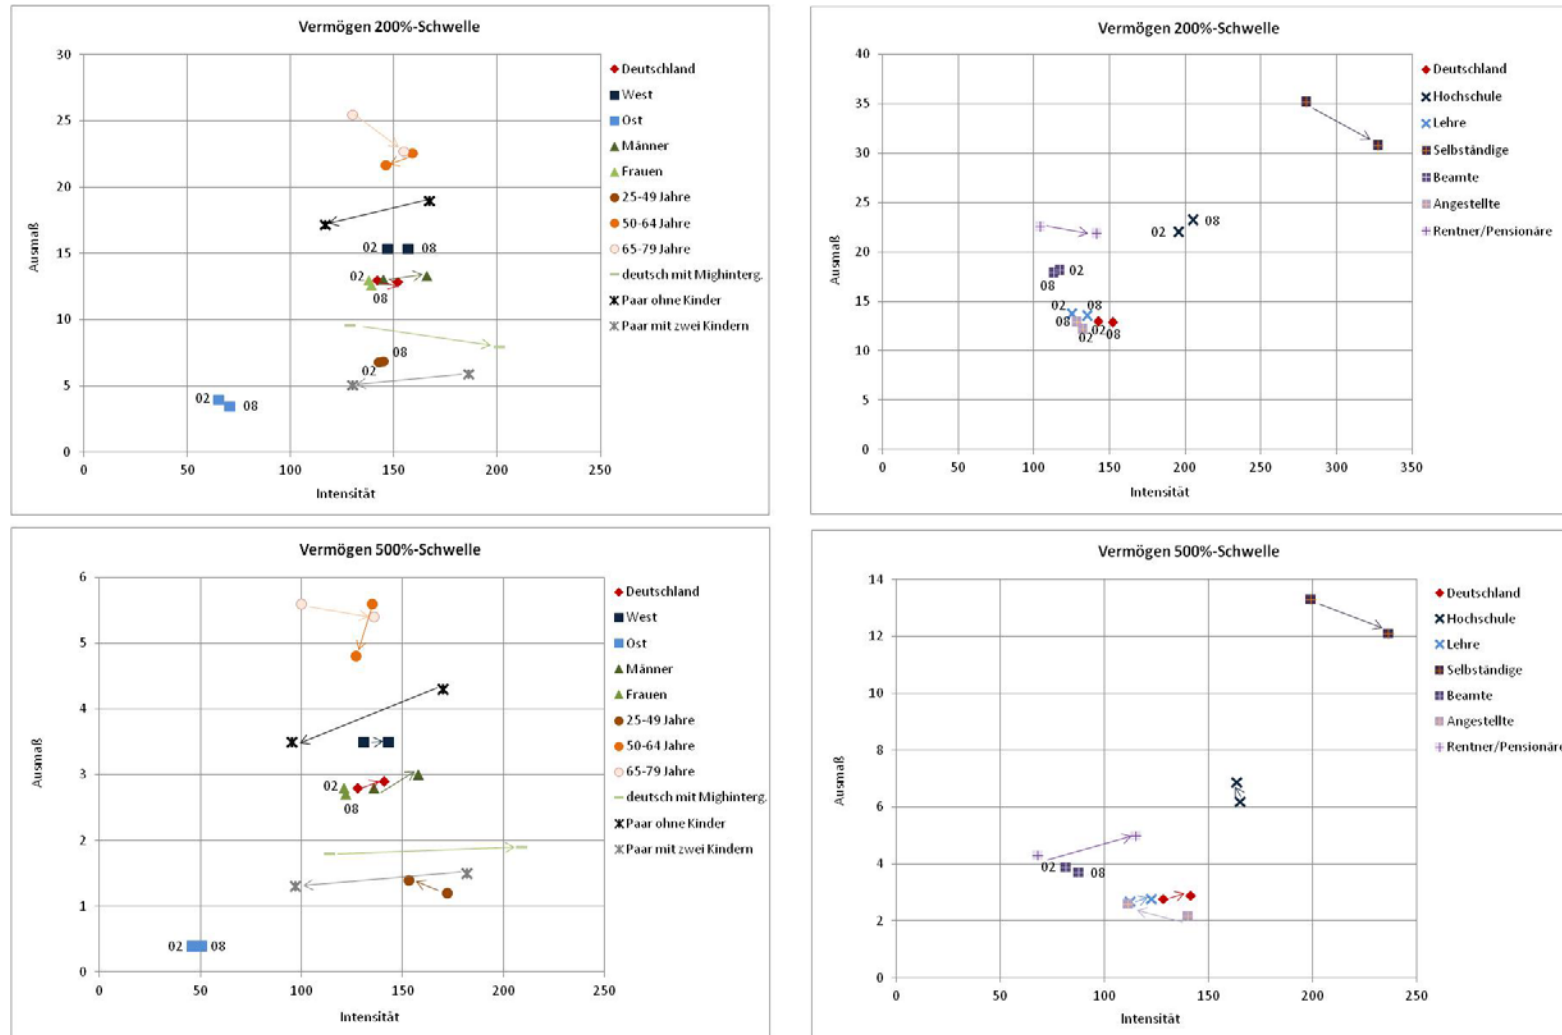 Vermögen 200%-Schwelle
30
25
20
15
10
5
0
0 50 100 150 200 250
Ausmaß
Intensität
02 08
02
08
08
02
02 08
Deutschland
West
Ost
Männer
Frauen
25-49 Jahre
50-64 Jahre
65-79 Jahre
deutsch mit Mighinterg.
Paar ohne Kinder
Paar mit zwei Kindern
Vermögen 200%-Schwelle
40
35
30
25
20
15
10
5
0
0 50 100 150 200 250 300 350
Ausmaß
Intensität
08
02
02
08
02 08
08
02
02 08
Deutschland
Hochschule
Lehre
Selbständige
Beamte
Angestellte
Rentner/Pensionäre
Vermögen 500%-Schwelle
6
5
4
3
2
1
0
0 50 100 150 200 250
Ausmaß
Intensität
02
08
02 08
Deutschland
West
Ost
Männer
Frauen
25-49 Jahre
50-64 Jahre
65-79 Jahre
deutsch mit Mighinterg.
Paar ohne Kinder
Paar mit zwei Kindern
Vermögen 500%-Schwelle
14
12
10
8
6
4
2
0
0 50 100 150 200 250
Ausmaß
Intensität
02
08
Deutschland
Hochschule
Lehre
Selbständige
Beamte
Angestellte
Rentner/Pensionäre